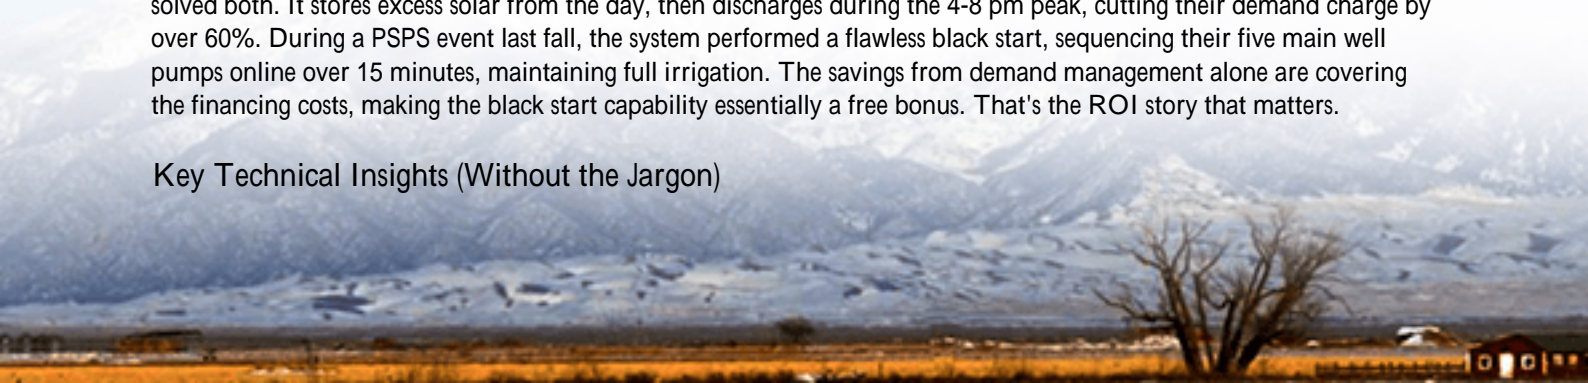 solved both. It stores excess solar from the day, then discharges during the 4-8 pm peak, cutting their demand charge by
over 60%. During a PSPS event last fall, the system performed a flawless black start, sequencing their five main well
pumps online over 15 minutes, maintaining full irrigation. The savings from demand management alone are covering
the financing costs, making the black start capability essentially a free bonus. That's the ROI story that matters.
Key Technical Insights (Without the Jargon)